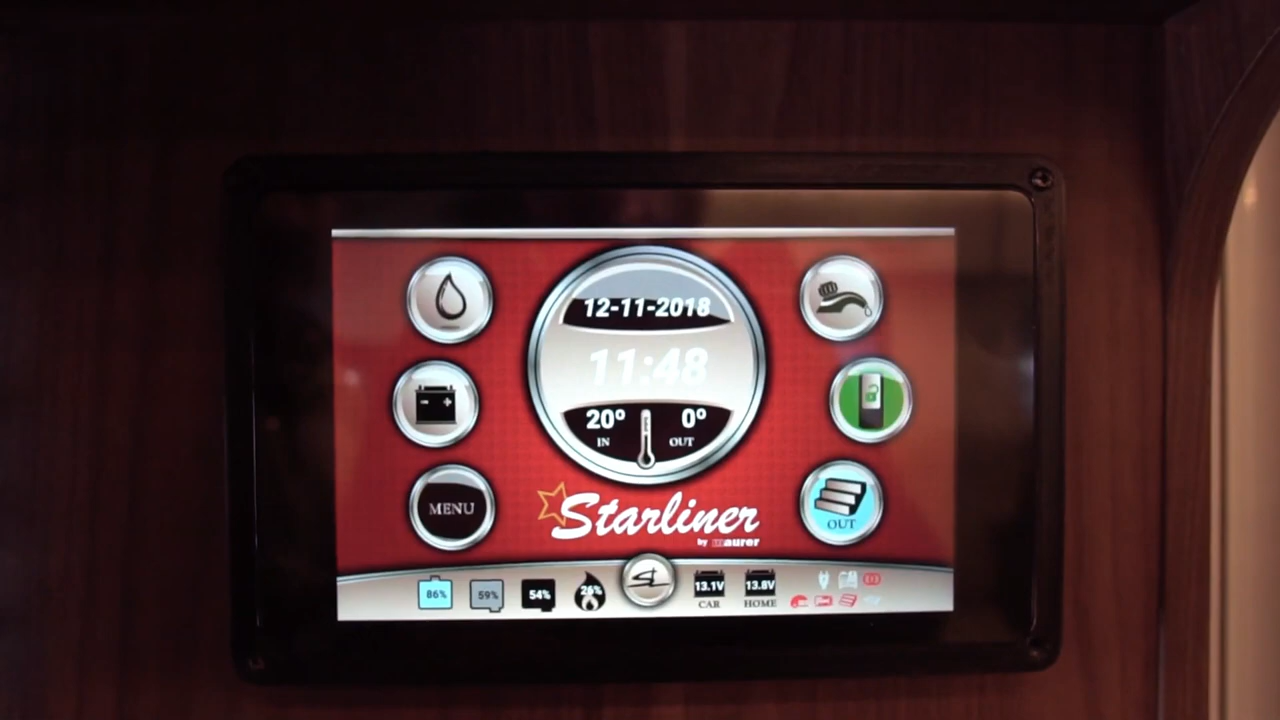 12-11-2018
11:48
20° 0°
IN OUT
MENU
Starliner
by maurer
OUT
86% 59% 54% 26% 13.1V 13.8V
CAR HOME